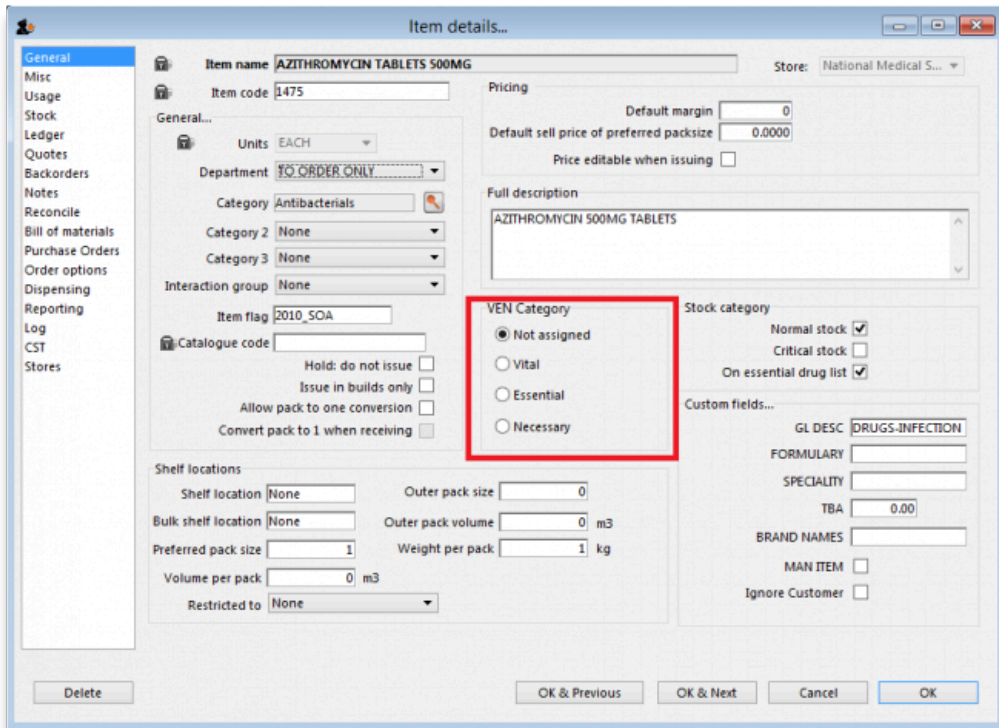 Item details...
General
Misc
Usage
Stock
Ledger
Quotes
Backorders
Notes
Reconcile
Bill of materials
Purchase Orders
Order options
Dispensing
Reporting
Log
CST
Stores
Item name AZITHROMYCIN TABLETS 500MG
Store: National Medical S...
Item code 1475
General...
Units EACH
Department TO ORDER ONLY
Category Antibacterials
Category 2 None
Category 3 None
Interaction group None
Item flag 2010_SOA
Catalogue code
Hold: do not issue
Issue in builds only
Allow pack to one conversion
Convert pack to 1 when receiving
Pricing
Default margin 0
Default sell price of preferred packsize 0.0000
Price editable when issuing
Full description
AZITHROMYCIN 500MG TABLETS
VEN Category
Not assigned
Vital
Essential
Necessary
Stock category
Normal stock
Critical stock
On essential drug list
Custom fields...
GL DESC DRUGS-INFECTION
FORMULARY
SPECIALITY
TBA 0.00
BRAND NAMES
MAN ITEM
Ignore Customer
Shelf locations
Shelf location None
Bulk shelf location None
Preferred pack size 1
Volume per pack 0 m3
Restricted to None
Outer pack size 0
Outer pack volume 0 m3
Weight per pack 1 kg
Delete
OK & Previous
OK & Next
Cancel
OK